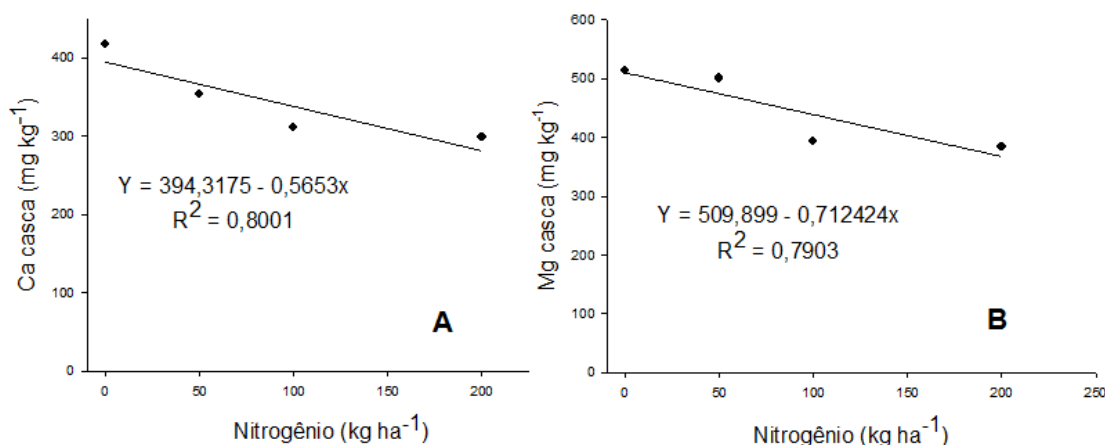 Ca casca (mg kg⁻¹)
400
300
200
100
0
Y = 394,3175 - 0,5653x
R² = 0,8001
A
0 50 100 150 200
Nitrogênio (kg ha⁻¹)
Mg casca (mg kg⁻¹)
600
500
400
300
200
100
0
Y = 509,899 - 0,712424x
R² = 0,7903
B
0 50 100 150 200 250
Nitrogênio (kg ha⁻¹)